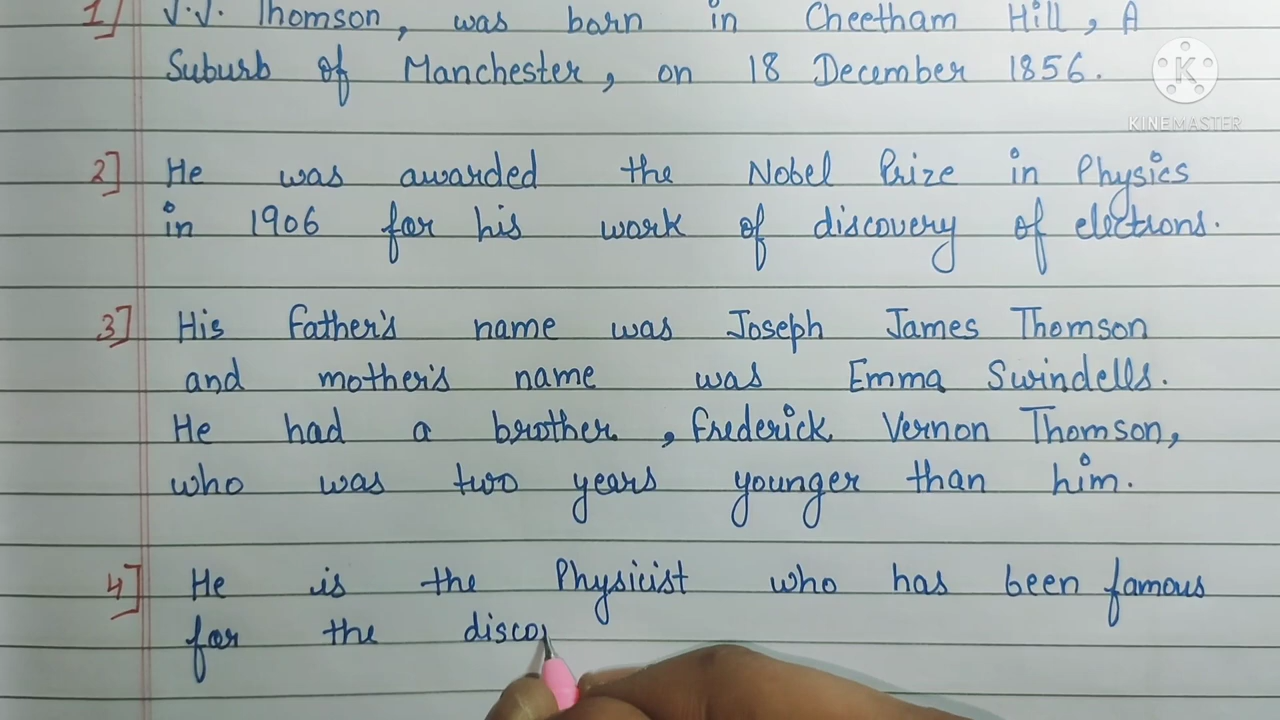 1] J.J. Thomson, was born in Cheetham Hill, A
Suburb of Manchester, on 18 December 1856.
KINEMASTER
2] He was awarded the Nobel Prize in Physics
in 1906 for his work of discovery of elections.
3] His Father's name was Joseph James Thomson
and mother's name was Emma Swindells.
He had a brother, Frederick Vernon Thomson,
who was two years younger than him.
4] He is the Physicist who has been famous
for the disco